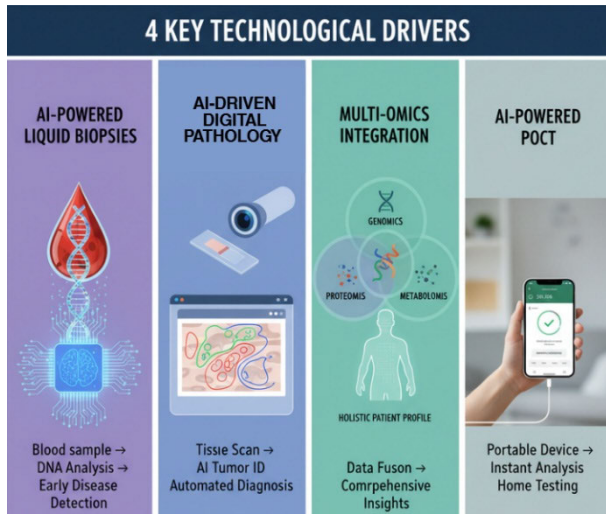 4 KEY TECHNOLOGICAL DRIVERS
AI-POWERED
LIQUID BIOPSIES
Blood sample →
DNA Analysis →
Early Disease
Detection
AI-DRIVEN
DIGITAL
PATHOLOGY
Tissue Scan →
AI Tumor ID
Automated Diagnosis
MULTI-OMICS
INTEGRATION
GENOMICS
PROTEOMIS
METABOLOMIS
HOLISTIC PATIENT PROFILE
Data Fuson →
Comrpehensive
Insights
AI-POWERED
POCT
Portable Device →
Instant Analysis
Home Testing